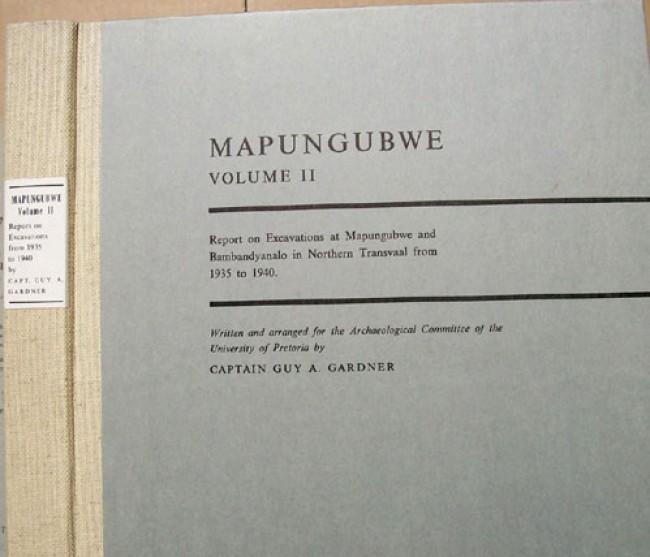 MAPUNGUBWE
VOLUME II
Report on Excavations at Mapungubwe and
Bambandyanalo in Northern Transvaal from
1935 to 1940.
Written and arranged for the Archaeological Committee of the
University of Pretoria by
CAPTAIN GUY A. GARDNER
MAPUNGUBWE
Volume II
Report on
Excavations
from 1935
to 1940
by
CAPT. GUY A.
GARDNER